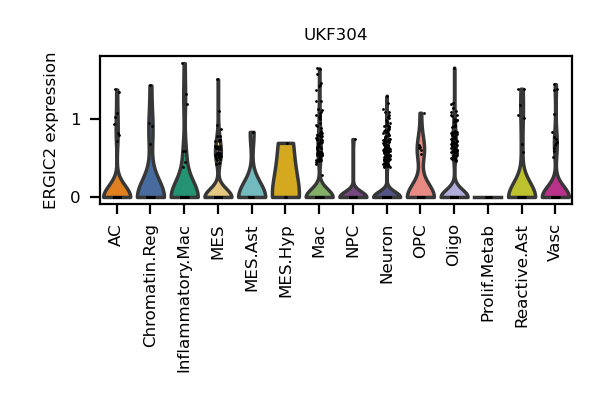 UKF304
ERGIC2 expression
1
0
AC
Chromatin.Reg
Inflammatory.Mac
MES
MES.Ast
MES.Hyp
Mac
NPC
Neuron
OPC
Oligo
Prolif.Metab
Reactive.Ast
Vasc